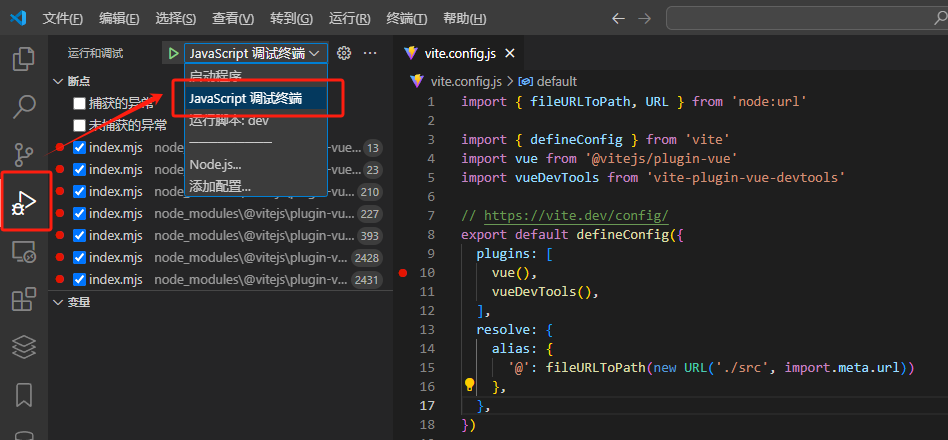 文件(F) 编辑(E) 选择(S) 查看(V) 转到(G) 运行(R) 终端(T) 帮助(H)
运行和调试
JavaScript 调试终端
启动程序
JavaScript 调试终端
运行脚本: dev
Node.js...
添加配置...
断点
捕获的异常
未捕获的异常
index.mjs node_modules\@vitejs\plugin-vue... 13
index.mjs node_modules\@vitejs\plugin-vue... 23
index.mjs node_modules\@vitejs\plugin-vu... 210
index.mjs node_modules\@vitejs\plugin-vu... 227
index.mjs node_modules\@vitejs\plugin-vu... 393
index.mjs node_modules\@vitejs\plugin-v... 2428
index.mjs node_modules\@vitejs\plugin-v... 2431
变量
vite.config.js
vite.config.js > default
1 import { fileURLToPath, URL } from 'node:url'
2
3 import { defineConfig } from 'vite'
4 import vue from '@vitejs/plugin-vue'
5 import vueDevTools from 'vite-plugin-vue-devtools'
6
7 // https://vite.dev/config/
8 export default defineConfig({
9 plugins: [
10 vue(),
11 vueDevTools(),
12 ],
13 resolve: {
14 alias: {
15 '@': fileURLToPath(new URL('./src', import.meta.url))
16 },
17 },
18 })